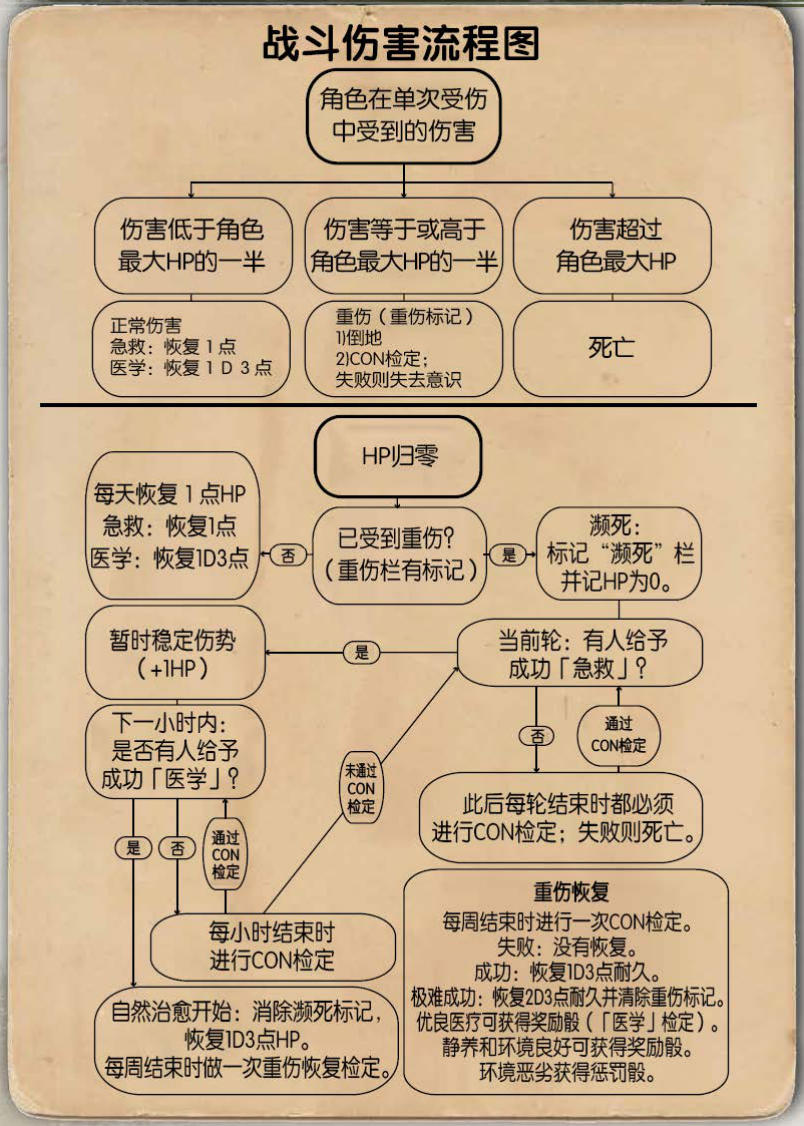 战斗伤害流程图
角色在单次受伤
中受到的伤害
伤害低于角色
最大HP的一半
伤害等于或高于
角色最大HP的一半
伤害超过
角色最大HP
正常伤害
急救：恢复1点
医学：恢复1D3点
重伤（重伤标记）
1)倒地
2)CON检定；
失败则失去意识
死亡
HP归零
每天恢复1点HP
急救：恢复1点
医学：恢复1D3点
否
已受到重伤？
（重伤栏有标记）
是
濒死：
标记“濒死”栏
并记HP为0。
暂时稳定伤势
（+1HP）
是
当前轮：有人给予
成功「急救」？
下一小时内：
是否有人给予
成功「医学」？
未通过
CON
检定
否
通过
CON检定
此后每轮结束时都必须
进行CON检定；失败则死亡。
是
否
通过
CON
检定
每小时结束时
进行CON检定
自然治愈开始：消除濒死标记，
恢复1D3点HP。
每周结束时做一次重伤恢复检定。
重伤恢复
每周结束时进行一次CON检定。
失败：没有恢复。
成功：恢复1D3点耐久。
极难成功：恢复2D3点耐久并清除重伤标记。
优良医疗可获得奖励骰（「医学」检定）。
静养和环境良好可获得奖励骰。
环境恶劣获得惩罚骰。